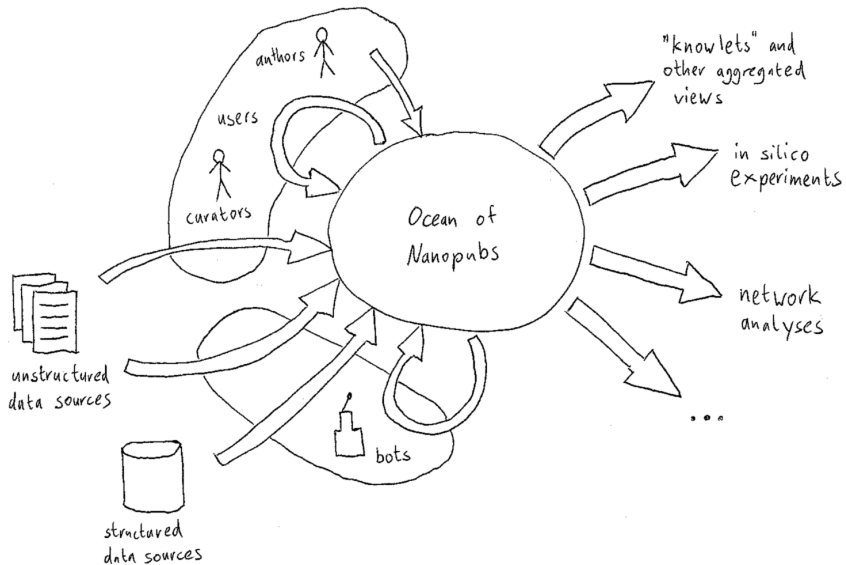 authors
users
curators
Ocean of
Nanopubs
unstructured
data sources
structured
data sources
bots
"knowlets" and
other aggregated
views
in silico
experiments
network
analyses
...